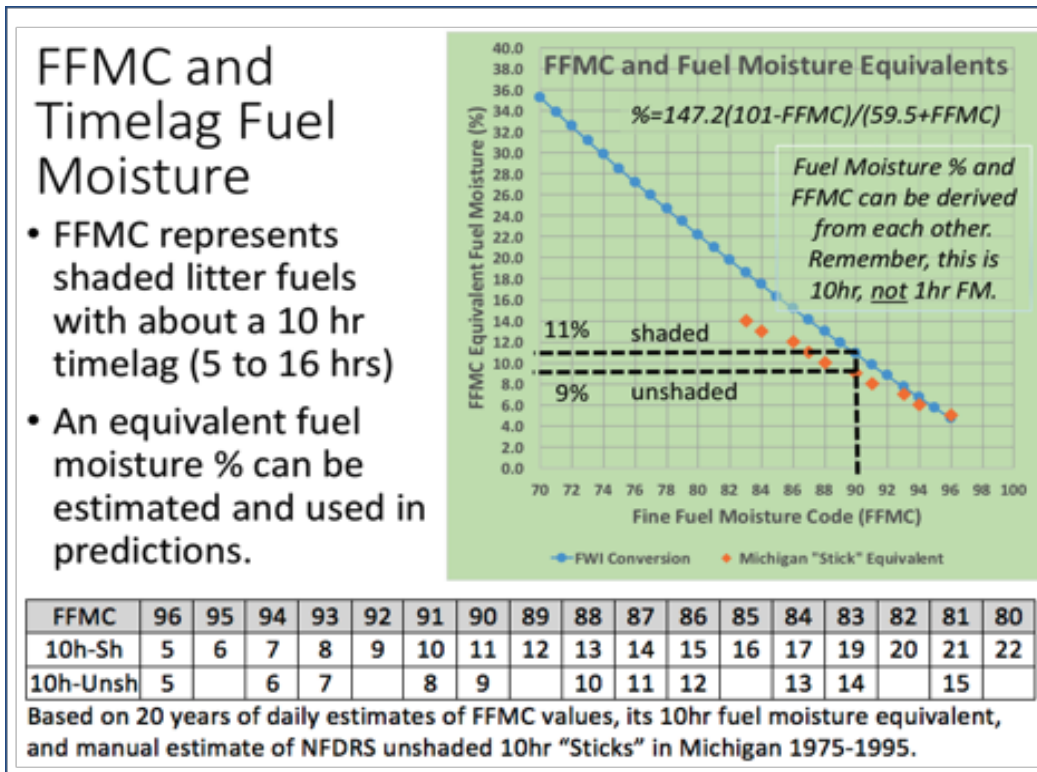 FFMC and
Timelag Fuel
Moisture
• FFMC represents
shaded litter fuels
with about a 10 hr
timelag (5 to 16 hrs)
• An equivalent fuel
moisture % can be
estimated and used in
predictions.
FFMC and Fuel Moisture Equivalents
%=147.2(101-FFMC)/(59.5+FFMC)
Fuel Moisture % and
FFMC can be derived
from each other.
Remember, this is
10hr, not 1hr FM.
FFMC Equivalent Fuel Moisture (%)
40.0
38.0
36.0
34.0
32.0
30.0
28.0
26.0
24.0
22.0
20.0
18.0
16.0
14.0
12.0
10.0
8.0
6.0
4.0
2.0
0.0
11% shaded
9% unshaded
70 72 74 76 78 80 82 84 86 88 90 92 94 96 98 100
Fine Fuel Moisture Code (FFMC)
FWI Conversion Michigan "Stick" Equivalent
FFMC 96 95 94 93 92 91 90 89 88 87 86 85 84 83 82 81 80
10h-Sh 5 6 7 8 9 10 11 12 13 14 15 16 17 19 20 21 22
10h-Unsh 5 6 7 8 9 10 11 12 13 14 15
Based on 20 years of daily estimates of FFMC values, its 10hr fuel moisture equivalent,
and manual estimate of NFDRS unshaded 10hr “Sticks” in Michigan 1975-1995.